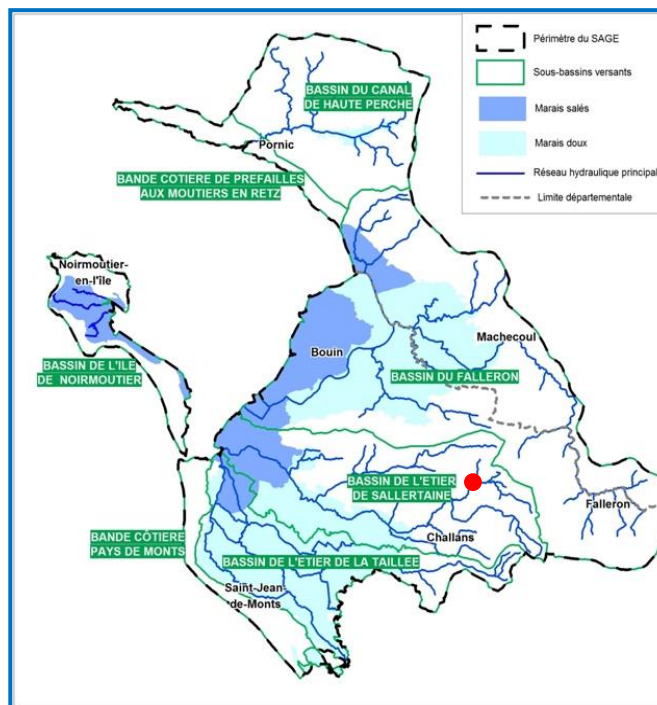 Périmètre du SAGE
Sous-bassins versants
Marais salés
Marais doux
Réseau hydraulique principal
Limite départementale
BASSIN DU CANAL
DE HAUTE PERCHE
Pornic
BANDE COTIERE DE PREFAILLES
AUX MOUTIERS EN RETZ
Noirmoutier-
en-l'île
BASSIN DE L'ILE
DE NOIRMOUTIER
Bouin
Machecoul
BASSIN DU FALLERON
BASSIN DE L'ETIER
DE SALLERTAINE
Falleron
Challans
BANDE CÔTIERE
PAYS DE MONTS
BASSIN DE L'ETIER DE LA TAILLEE
Saint-Jean-
de-Monts